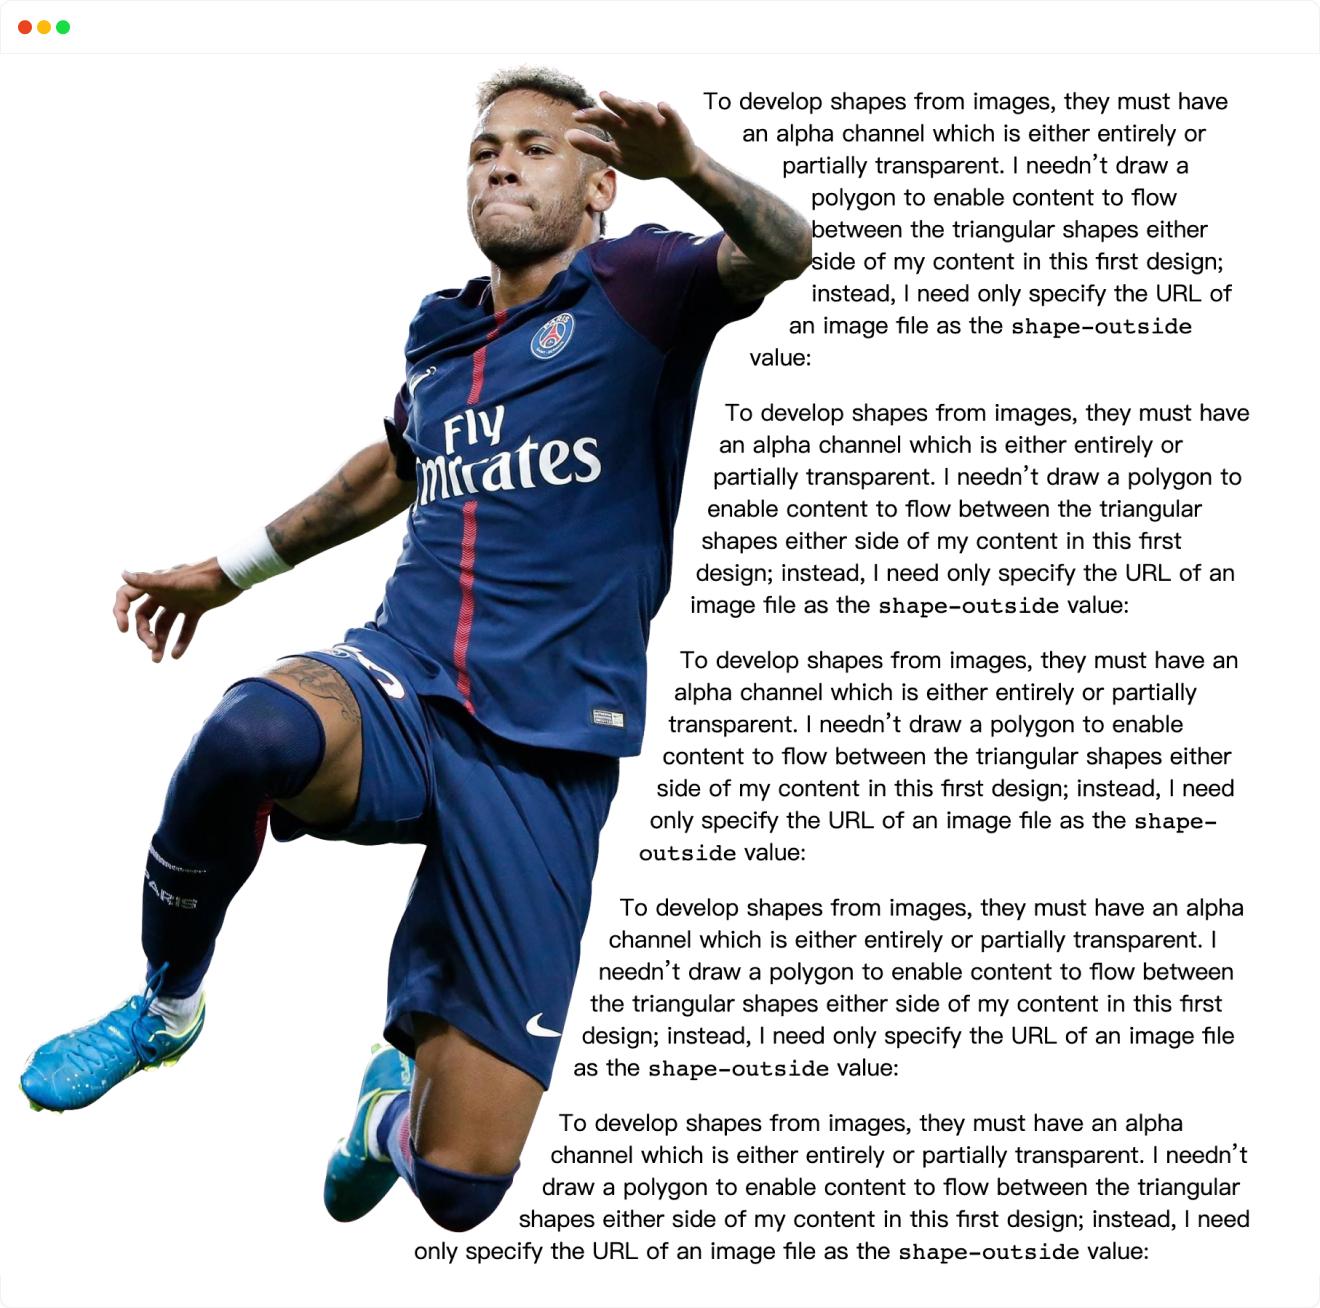 To develop shapes from images, they must have
an alpha channel which is either entirely or
partially transparent. I needn’t draw a
polygon to enable content to flow
between the triangular shapes either
side of my content in this first design;
instead, I need only specify the URL of
an image file as the shape-outside
value:
To develop shapes from images, they must have
an alpha channel which is either entirely or
partially transparent. I needn’t draw a polygon to
enable content to flow between the triangular
shapes either side of my content in this first
design; instead, I need only specify the URL of an
image file as the shape-outside value:
To develop shapes from images, they must have an
alpha channel which is either entirely or partially
transparent. I needn’t draw a polygon to enable
content to flow between the triangular shapes either
side of my content in this first design; instead, I need
only specify the URL of an image file as the shape-
outside value:
To develop shapes from images, they must have an alpha
channel which is either entirely or partially transparent. I
needn’t draw a polygon to enable content to flow between
the triangular shapes either side of my content in this first
design; instead, I need only specify the URL of an image file
as the shape-outside value:
To develop shapes from images, they must have an alpha
channel which is either entirely or partially transparent. I needn’t
draw a polygon to enable content to flow between the triangular
shapes either side of my content in this first design; instead, I need
only specify the URL of an image file as the shape-outside value:
PARIS
Fly
mirates
PARIS